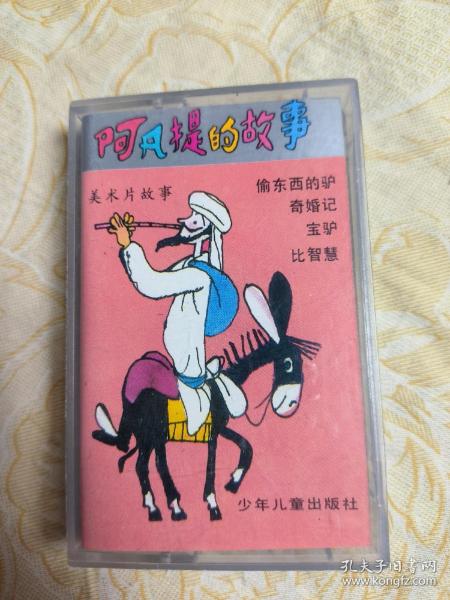 阿凡提的故事
美术片故事
偷东西的驴
奇婚记
宝驴
比智慧
少年儿童出版社
孔夫子旧书网
www.kongfz.com